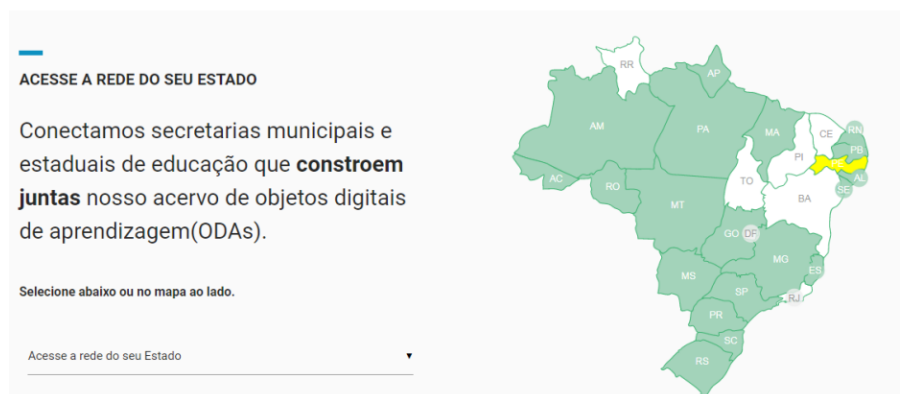 ACESSE A REDE DO SEU ESTADO
Conectamos secretarias municipais e
estaduais de educação que constroem
juntas nosso acervo de objetos digitais
de aprendizagem(ODAs).
Selecione abaixo ou no mapa ao lado.
Acesse a rede do seu Estado
RR
AP
AM
PA
MA
CE
RN
PI
PB
AC
RO
TO
AL
SE
MT
BA
GO
DF
MG
MS
ES
SP
RJ
PR
SC
RS